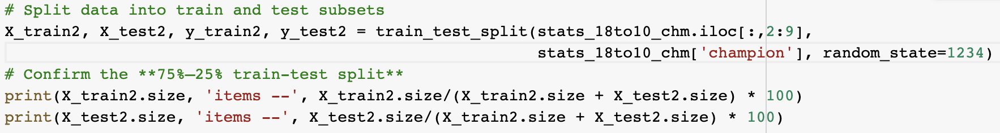 # Split data into train and test subsets
X_train2, X_test2, y_train2, y_test2 = train_test_split(stats_18to10_chm.iloc[:,2:9],
stats_18to10_chm['champion'], random_state=1234)
# Confirm the **75%–25% train-test split**
print(X_train2.size, 'items --', X_train2.size/(X_train2.size + X_test2.size) * 100)
print(X_test2.size, 'items --', X_test2.size/(X_train2.size + X_test2.size) * 100)